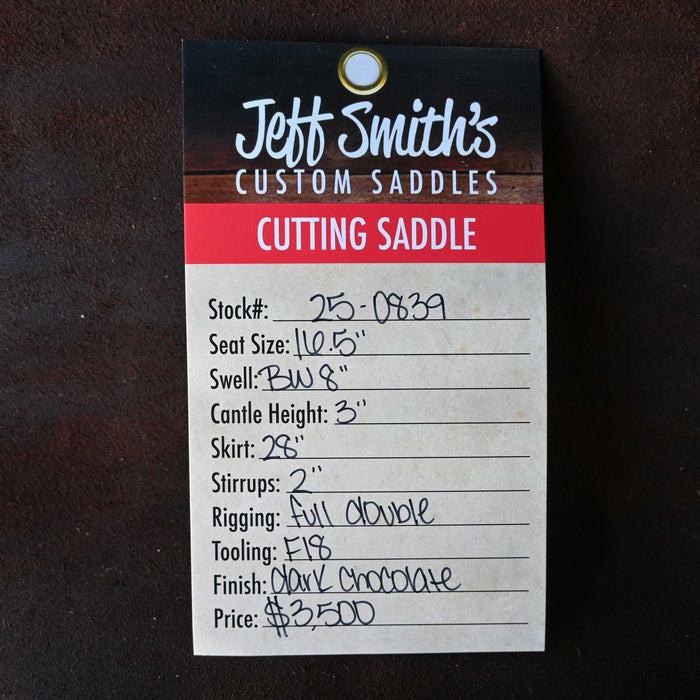 Jeff Smith's
CUSTOM SADDLES
CUTTING SADDLE
Stock#: 25-0839
Seat Size: 16.5"
Swell: BW 8"
Cantle Height: 3"
Skirt: 28"
Stirrups: 2"
Rigging: full double
Tooling: F18
Finish: dark chocolate
Price: $3,500